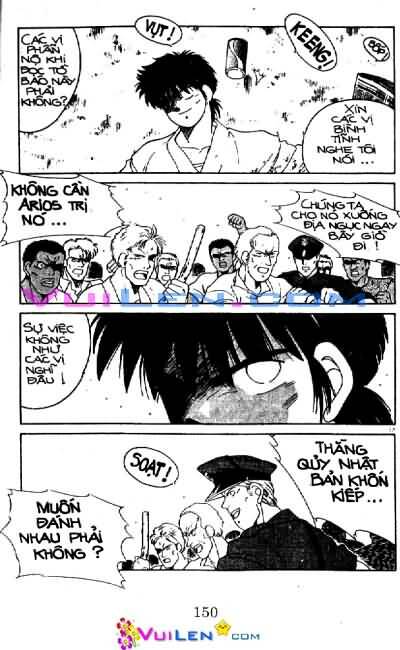 CÁC VỊ
PHẪN
NỘ KHI
ĐỌC TỜ
BÁO NÀY
PHẢI
KHÔNG?
VỤT!
KEENG!
BỐP!
XIN
CÁC VỊ
BÌNH
TĨNH
NGHE TÔI
NÓI...
KHÔNG CẦN
ARIOS TRỊ
NÓ...
CHÚNG TA
CHO NÓ XUỐNG
ĐỊA NGỤC NGAY
BÂY GIỜ
ĐI!
VUILEN.COM
SỰ VIỆC
KHÔNG
NHƯ
CÁC VỊ
NGHĨ
ĐÂU!
SOẠT!
THẰNG
QUỶ NHẬT
BẢN KHỐN
KIẾP...
MUỐN
ĐÁNH
NHAU PHẢI
KHÔNG?
150
VUILEN.COM